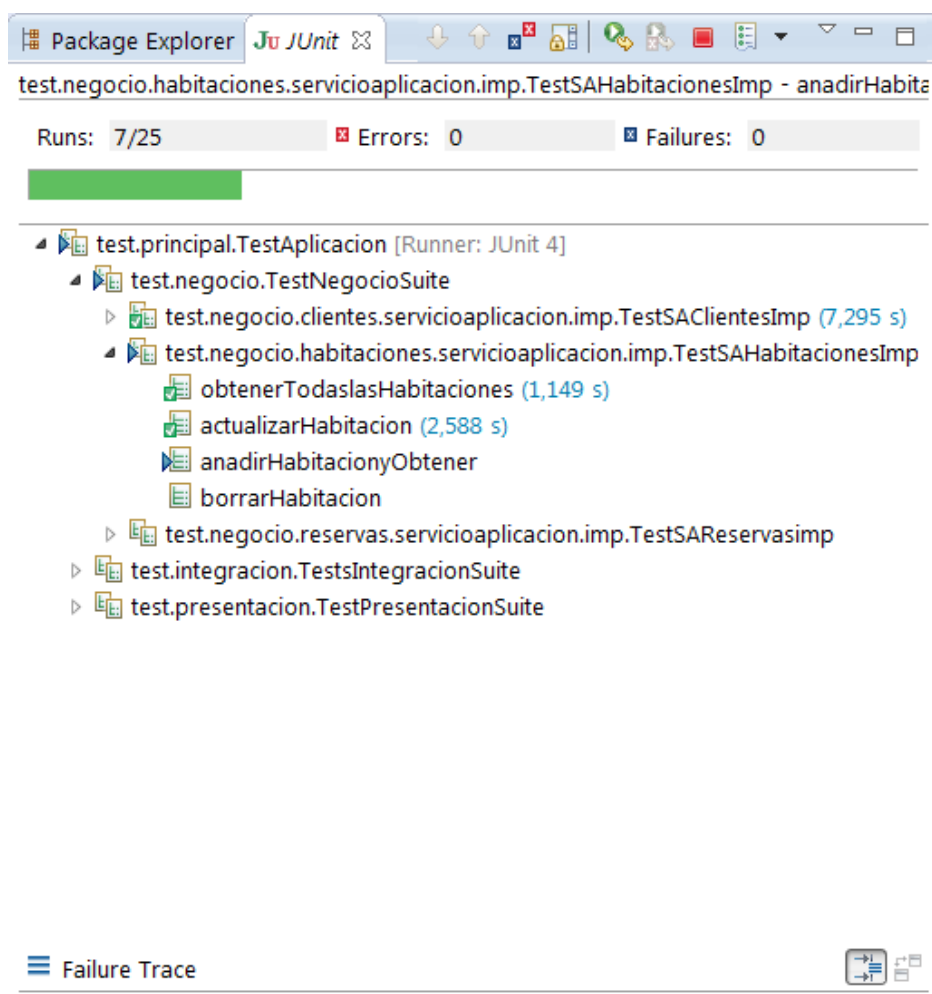 Package Explorer JU JUnit
test.negocio.habitaciones.servicioaplicacion.imp.TestSAHabitacionesImp - anadirHabita
Runs: 7/25 Errors: 0 Failures: 0
test.principal.TestAplicacion [Runner: JUnit 4]
test.negocio.TestNegocioSuite
test.negocio.clientes.servicioaplicacion.imp.TestSAClientesImp (7,295 s)
test.negocio.habitaciones.servicioaplicacion.imp.TestSAHabitacionesImp
obtenerTodaslasHabitaciones (1,149 s)
actualizarHabitacion (2,588 s)
anadirHabitacionyObtener
borrarHabitacion
test.negocio.reservas.servicioaplicacion.imp.TestSAReservasimp
test.integracion.TestsIntegracionSuite
test.presentacion.TestPresentacionSuite
Failure Trace